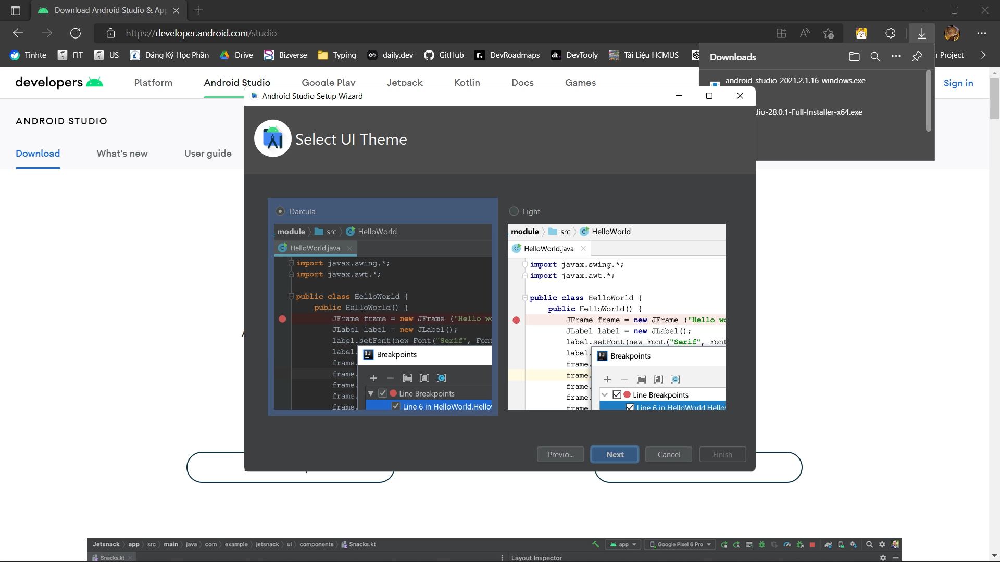 Download Android Studio & Ap
https://developer.android.com/studio
Tinhte FIT US Đăng Ký Học Phần Drive Bizverse Typing daily.dev GitHub DevRoadmaps DevTooly Tài Liệu HCMUS Project
Downloads
android-studio-2021.2.1.16-windows.exe
dio-28.0.1-Full-Installer-x64.exe
developers Platform Android Studio Google Play Jetpack Kotlin Docs Games Sign in
ANDROID STUDIO
Download What's new User guide
Android Studio Setup Wizard
Select UI Theme
Darcula
module src HelloWorld
HelloWorld.java
import javax.swing.*;
import javax.awt.*;
public class HelloWorld {
public HelloWorld() {
JFrame frame = new JFrame ("Hello wo
JLabel label = new JLabel();
label.setFont(new Font("Serif", Font
label.
frame.
frame.
frame.
frame.
frame.
Breakpoints
Line Breakpoints
Line 6 in HelloWorld.Hello
Light
module src HelloWorld
HelloWorld.java
import javax.swing.*;
import javax.awt.*;
public class HelloWorld {
public HelloWorld() {
JFrame frame = new JFrame ("Hello wo
JLabel label = new JLabel();
label.setFont(new Font("Serif", Font
label.
frame.
frame.
frame.
frame.
frame.
Breakpoints
Line Breakpoints
Line 6 in HelloWorld.Hello
Previo... Next Cancel Finish
Jetsnack app src main java com example jetsnack ui components Snacks.kt app Google Pixel 6 Pro
Snacks.kt Layout Inspector